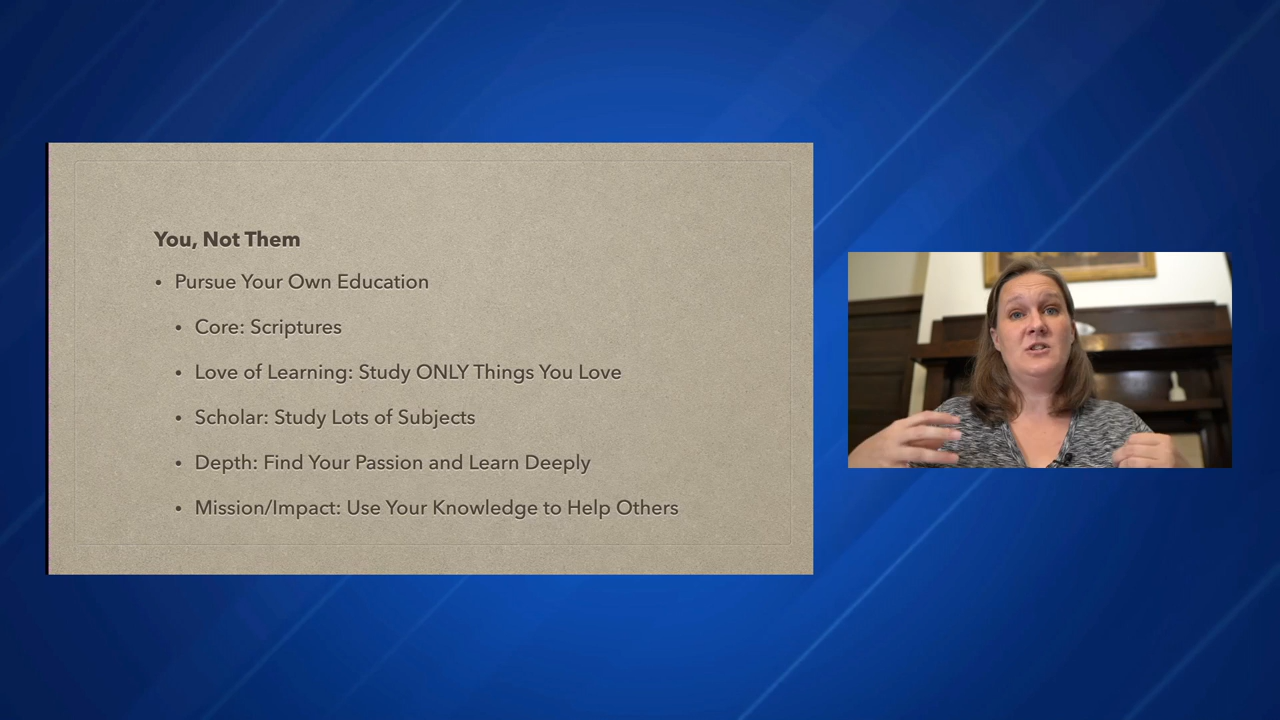 You, Not Them
• Pursue Your Own Education
• Core: Scriptures
• Love of Learning: Study ONLY Things You Love
• Scholar: Study Lots of Subjects
• Depth: Find Your Passion and Learn Deeply
• Mission/Impact: Use Your Knowledge to Help Others